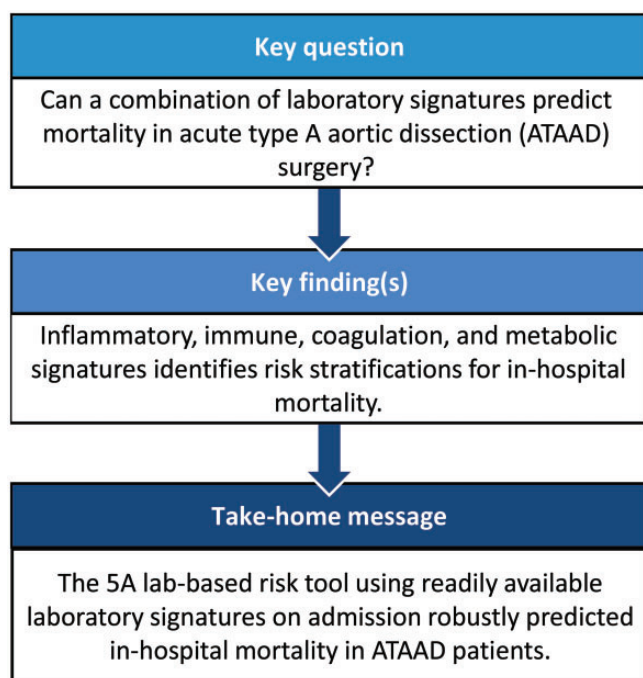 Key question
Can a combination of laboratory signatures predict
mortality in acute type A aortic dissection (ATAAD)
surgery?
Key finding(s)
Inflammatory, immune, coagulation, and metabolic
signatures identifies risk stratifications for in-hospital
mortality.
Take-home message
The 5A lab-based risk tool using readily available
laboratory signatures on admission robustly predicted
in-hospital mortality in ATAAD patients.